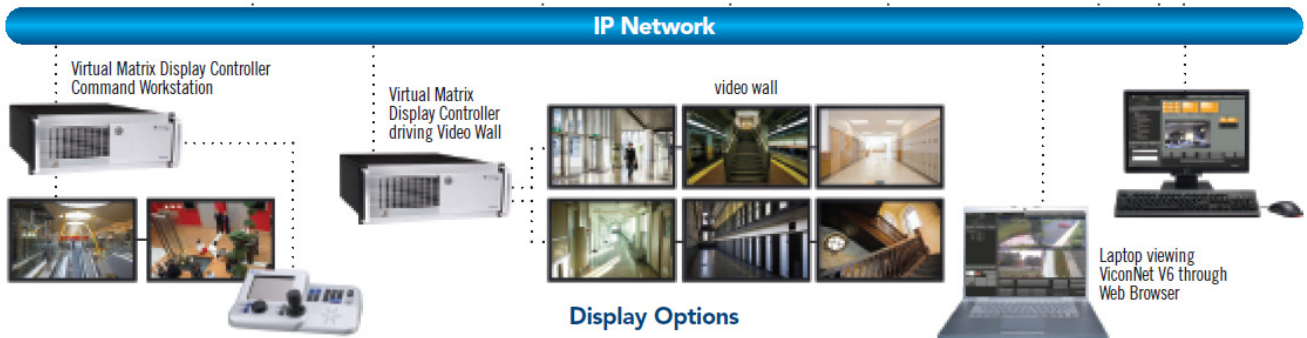 IP Network
Virtual Matrix Display Controller
Command Workstation
Virtual Matrix
Display Controller
driving Video Wall
video wall
Laptop viewing
ViconNet V6 through
Web Browser
Display Options